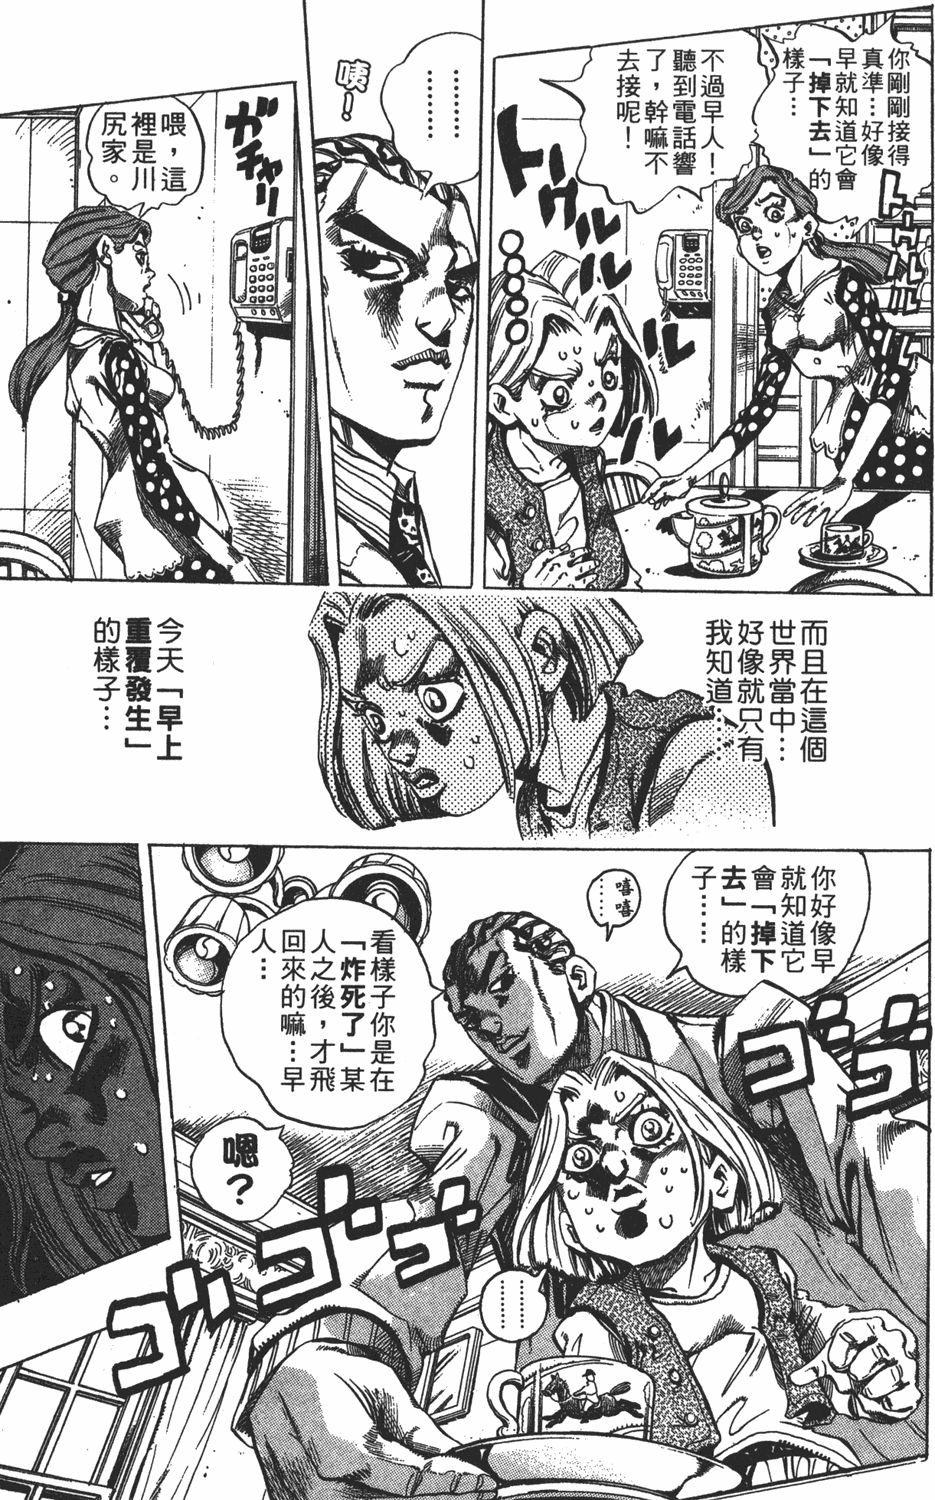 你剛剛接得
真準…好像
早就知道它會
「掉下去」的
樣子…
不過早人！
聽到電話響
了，幹嘛不
去接呢！
トゥルルル
トゥルルル
………
………
咦！
ガチャリ
喂，這
裡是川
尻家。
而且在這個
世界當中…
好像就只有
我知道……
今天「早上
重覆發生」
的樣子…
你好像早
就知道它
會「掉下
去」的樣
子……
嘻嘻
……
看樣子你是在
「炸死了」某
人之後，才飛
回來的嘛…早
人…
嗯？
………
………
ゴゴ
ゴゴゴゴ